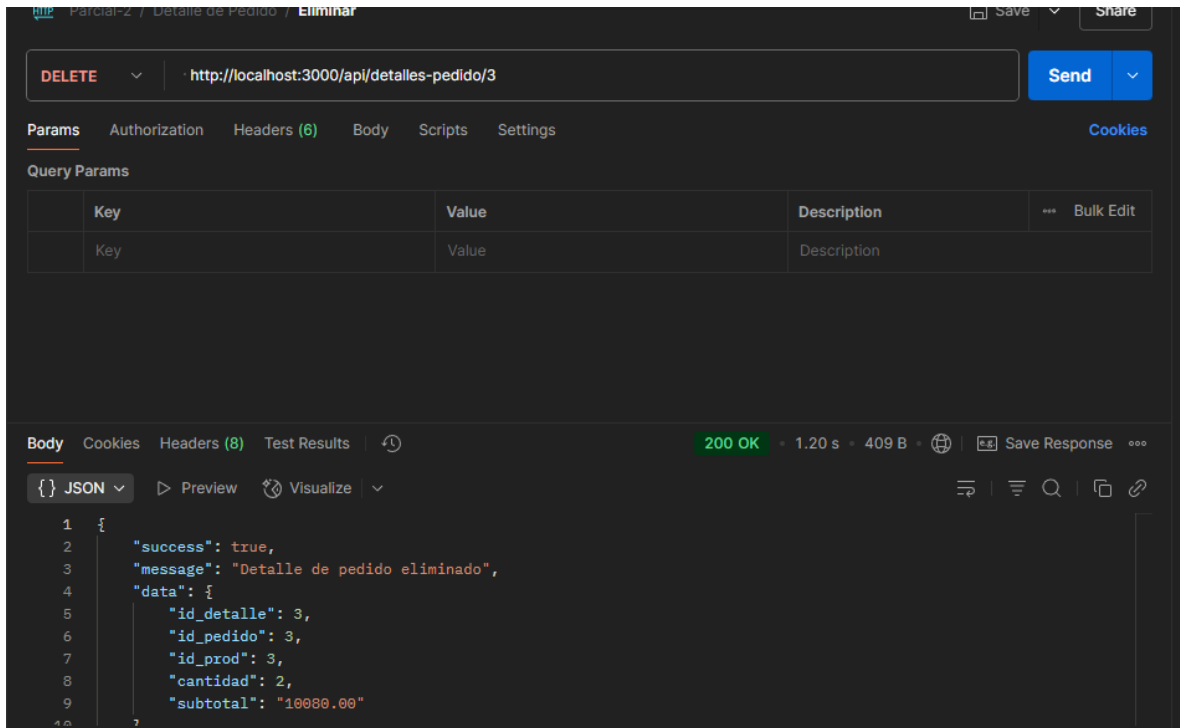 HTTP Parcial-2 / Detalle de Pedido / Eliminar Save Share
DELETE http://localhost:3000/api/detalles-pedido/3 Send
Params Authorization Headers (6) Body Scripts Settings Cookies
Query Params
Key Value Description Bulk Edit
Key Value Description
Body Cookies Headers (8) Test Results 200 OK 1.20 s 409 B e.g. Save Response
{} JSON Preview Visualize
1 {
2 "success": true,
3 "message": "Detalle de pedido eliminado",
4 "data": {
5 "id_detalle": 3,
6 "id_pedido": 3,
7 "id_prod": 3,
8 "cantidad": 2,
9 "subtotal": "10080.00"
10 }